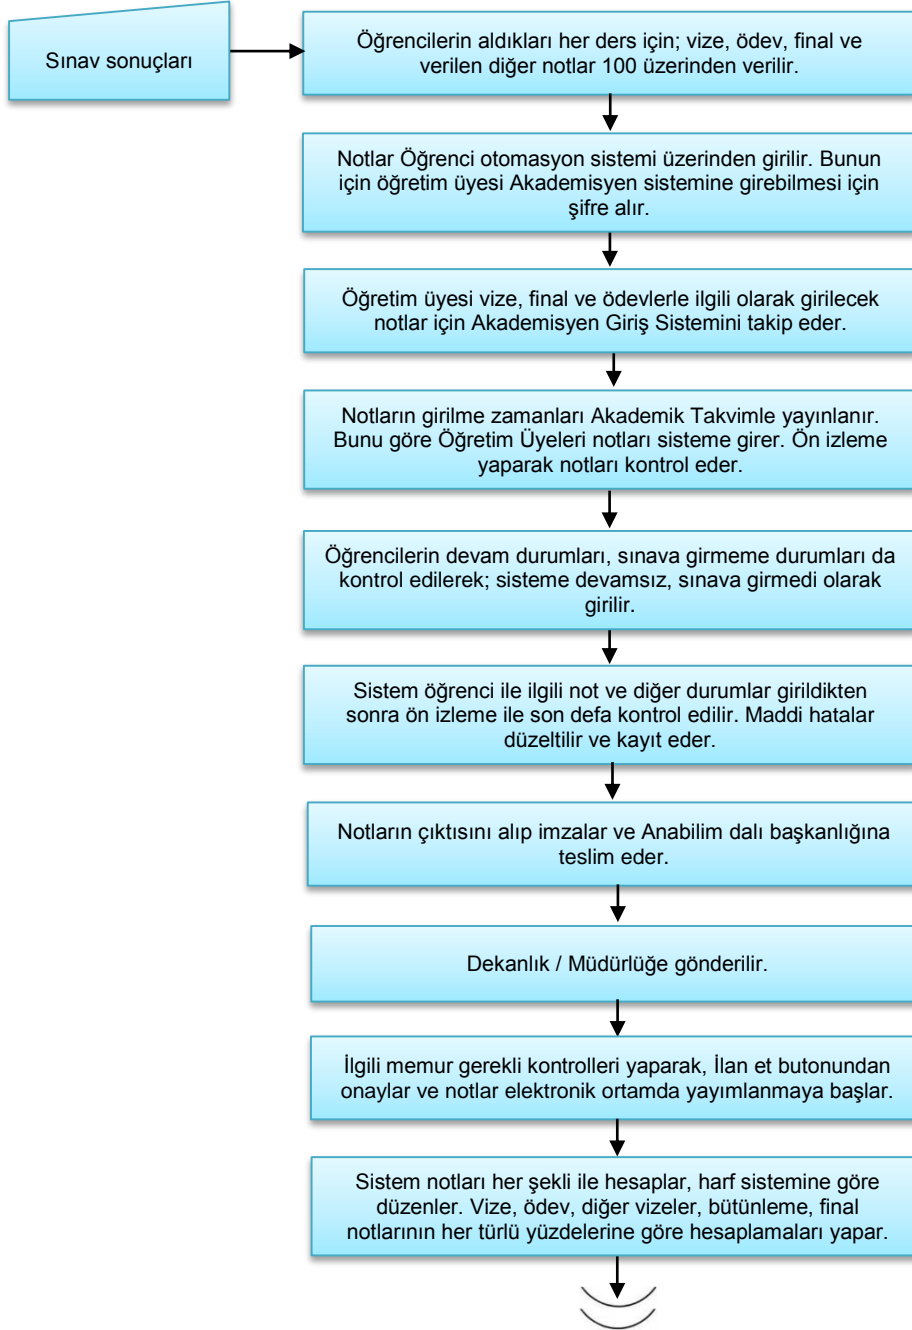 Sınav sonuçları
Öğrencilerin aldıkları her ders için; vize, ödev, final ve
verilen diğer notlar 100 üzerinden verilir.
Notlar Öğrenci otomasyon sistemi üzerinden girilir. Bunun
için öğretim üyesi Akademisyen sistemine girebilmesi için
şifre alır.
Öğretim üyesi vize, final ve ödevlerle ilgili olarak girilecek
notlar için Akademisyen Giriş Sistemini takip eder.
Notların girilme zamanları Akademik Takvimle yayınlanır.
Bunu göre Öğretim Üyeleri notları sisteme girer. Ön izleme
yaparak notları kontrol eder.
Öğrencilerin devam durumları, sınava girmeme durumları da
kontrol edilerek; sisteme devamsız, sınava girmedi olarak
girilir.
Sistem öğrenci ile ilgili not ve diğer durumlar girildikten
sonra ön izleme ile son defa kontrol edilir. Maddi hatalar
düzeltilir ve kayıt eder.
Notların çıktısını alıp imzalar ve Anabilim dalı başkanlığına
teslim eder.
Dekanlık / Müdürlüğe gönderilir.
İlgili memur gerekli kontrolleri yaparak, İlan et butonundan
onaylar ve notlar elektronik ortamda yayımlanmaya başlar.
Sistem notları her şekli ile hesaplar, harf sistemine göre
düzenler. Vize, ödev, diğer vizeler, bütünleme, final
notlarının her türlü yüzdelerine göre hesaplamaları yapar.